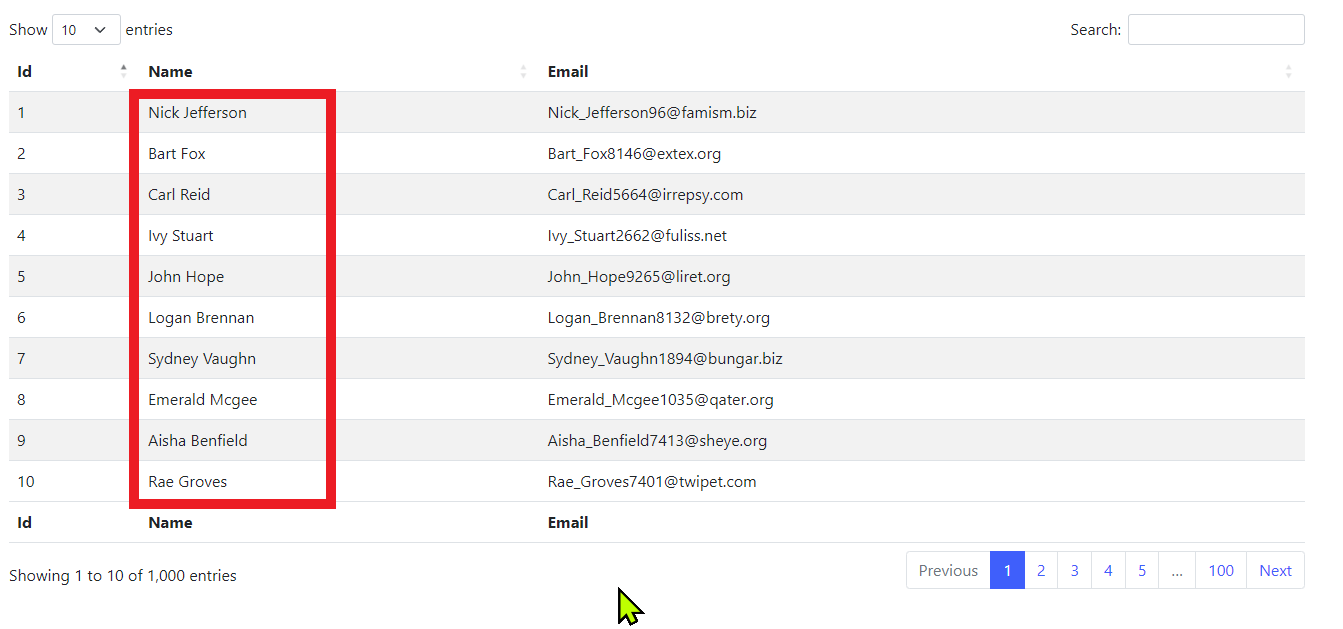 Show 10 entries Search:
Id Name Email
1 Nick Jefferson Nick_Jefferson96@famism.biz
2 Bart Fox Bart_Fox8146@extex.org
3 Carl Reid Carl_Reid5664@irrepsy.com
4 Ivy Stuart Ivy_Stuart2662@fuliss.net
5 John Hope John_Hope9265@liret.org
6 Logan Brennan Logan_Brennan8132@brety.org
7 Sydney Vaughn Sydney_Vaughn1894@bungar.biz
8 Emerald Mcgee Emerald_Mcgee1035@qater.org
9 Aisha Benfield Aisha_Benfield7413@sheye.org
10 Rae Groves Rae_Groves7401@twipet.com
Id Name Email
Showing 1 to 10 of 1,000 entries Previous 1 2 3 4 5 ... 100 Next